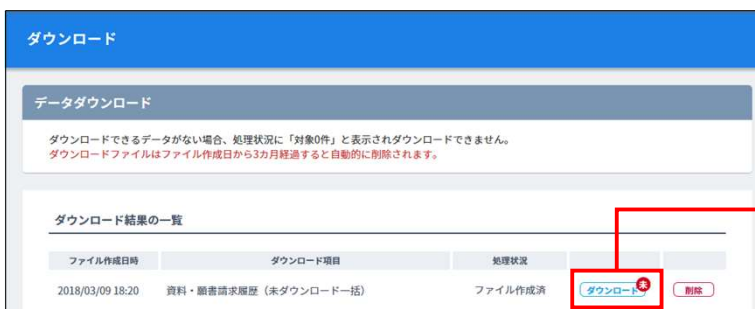 ダウンロード
データダウンロード
ダウンロードできるデータがない場合、処理状況に「対象0件」と表示されダウンロードできません。
ダウンロードファイルはファイル作成日から3カ月経過すると自動的に削除されます。
ダウンロード結果の一覧
ファイル作成日時 ダウンロード項目 処理状況
2018/03/09 18:20 資料・願書請求履歴（未ダウンロード一括） ファイル作成済 ダウンロード 未 削除